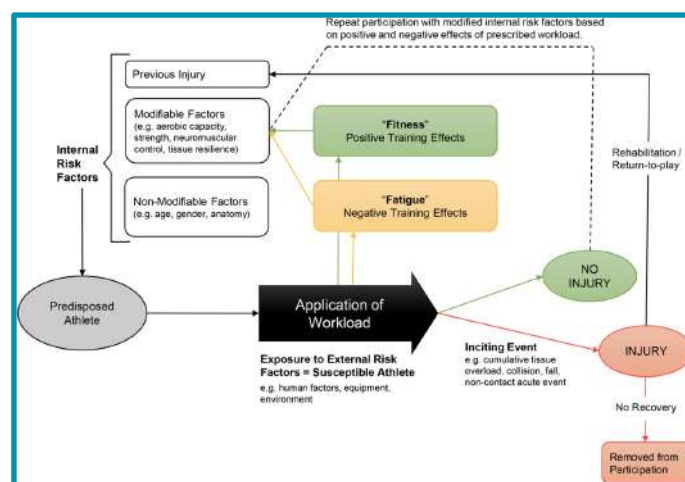 Repeat participation with modified internal risk factors based
on positive and negative effects of prescribed workload.
Previous Injury
Modifiable Factors
(e.g. aerobic capacity,
strength, neuromuscular
control, tissue resilience)
Internal
Risk
Factors
Non-Modifiable Factors
(e.g. age, gender, anatomy)
"Fitness"
Positive Training Effects
"Fatigue"
Negative Training Effects
Rehabilitation /
Return-to-play
Predisposed
Athlete
Application of
Workload
NO
INJURY
Exposure to External Risk
Factors = Susceptible Athlete
e.g. human factors, equipment,
environment
Inciting Event
e.g. cumulative tissue
overload, collision, fall,
non-contact acute event
INJURY
No Recovery
Removed from
Participation